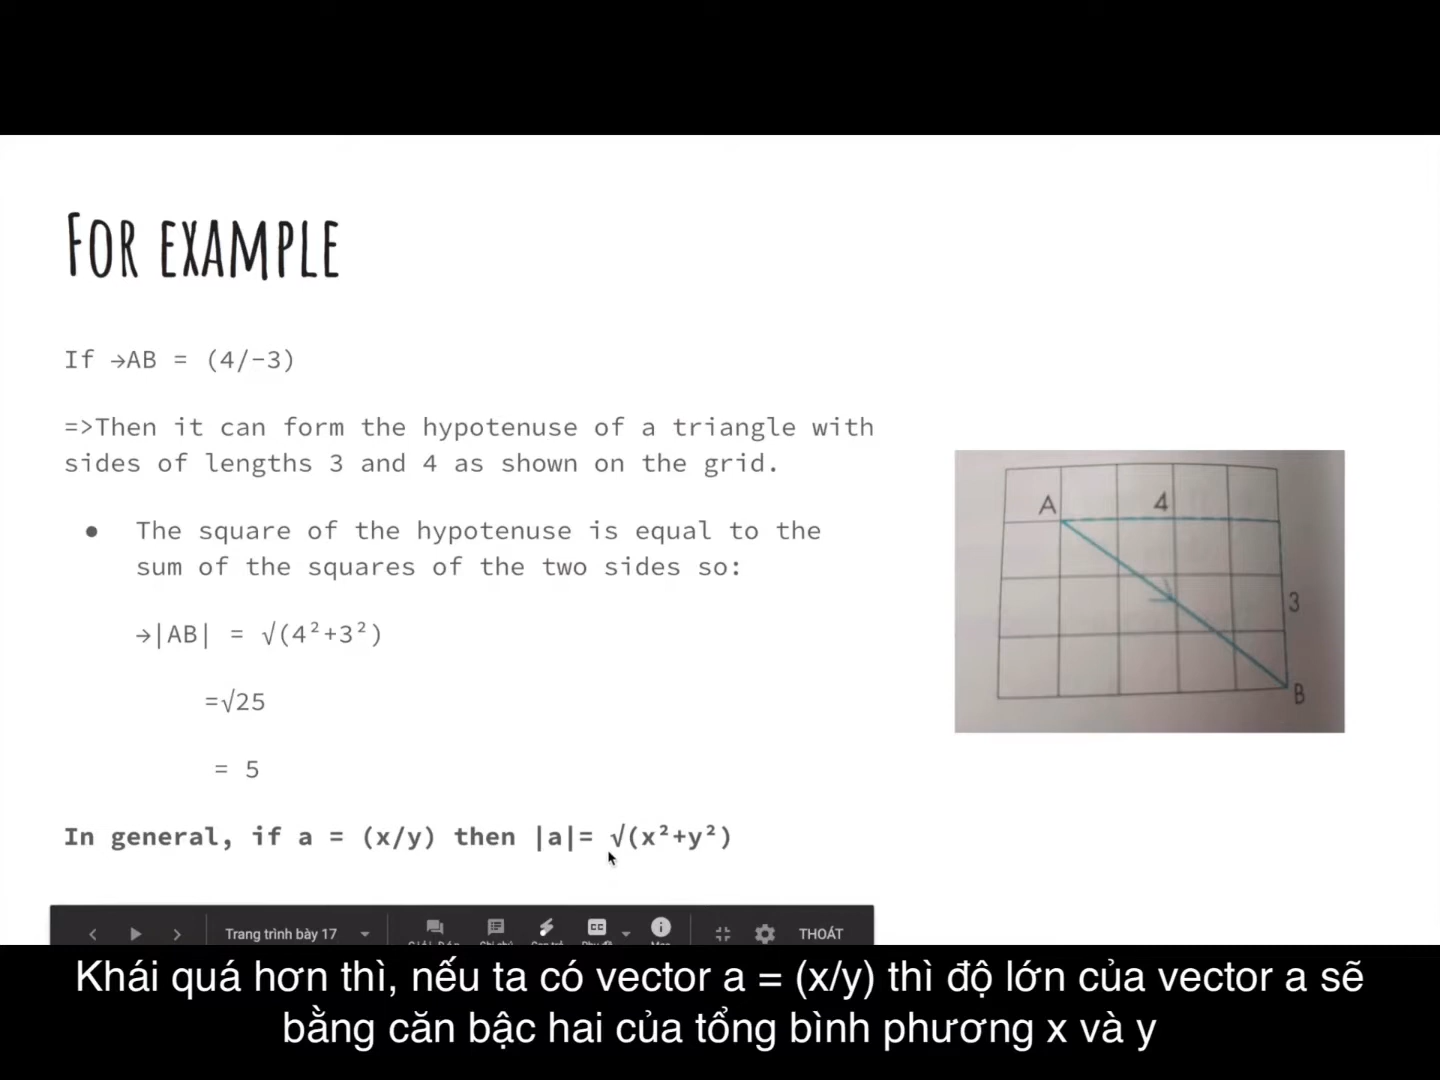 FOR EXAMPLE
If →AB = (4/−3)
=>Then it can form the hypotenuse of a triangle with
sides of lengths 3 and 4 as shown on the grid.
● The square of the hypotenuse is equal to the
sum of the squares of the two sides so:
→|AB| = √(4²+3²)
=√25
= 5
In general, if a = (x/y) then |a|= √(x²+y²)
A 4
3
B
Trang trình bày 17
THOÁT
Khái quá hơn thì, nếu ta có vector a = (x/y) thì độ lớn của vector a sẽ
bằng căn bậc hai của tổng bình phương x và y